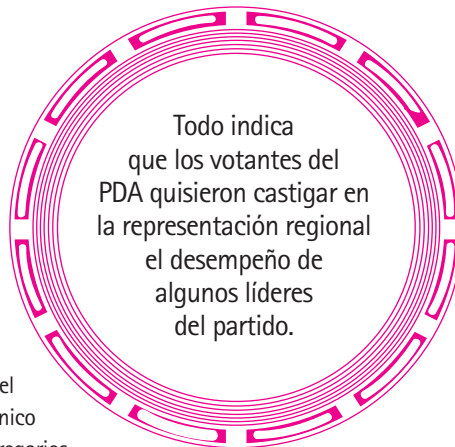 Todo indica
que los votantes del
PDA quisieron castigar en
la representación regional
el desempeño de
algunos líderes
del partido.
el